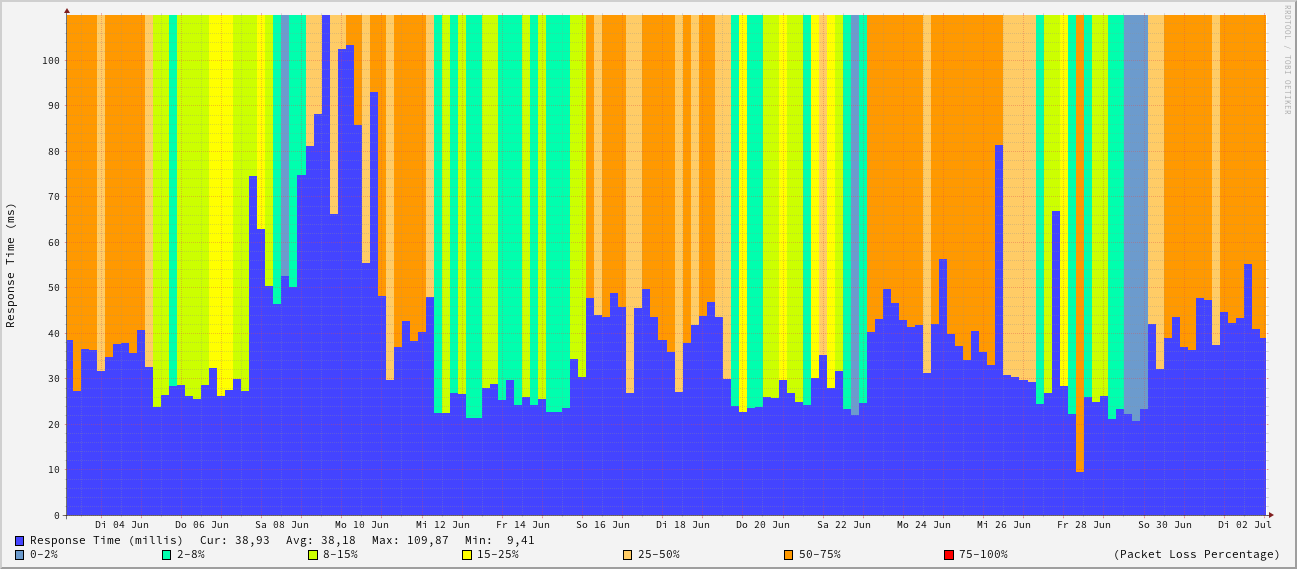 RRDTOOL / TOBI OETIKER
Response Time (ms)
100
90
80
70
60
50
40
30
20
10
0
Di 04 Jun Do 06 Jun Sa 08 Jun Mo 10 Jun Mi 12 Jun Fr 14 Jun So 16 Jun Di 18 Jun Do 20 Jun Sa 22 Jun Mo 24 Jun Mi 26 Jun Fr 28 Jun So 30 Jun Di 02 Jul
Response Time (millis) Cur: 38,93 Avg: 38,18 Max: 109,87 Min: 9,41
0-2% 2-8% 8-15% 15-25% 25-50% 50-75% 75-100% (Packet Loss Percentage)